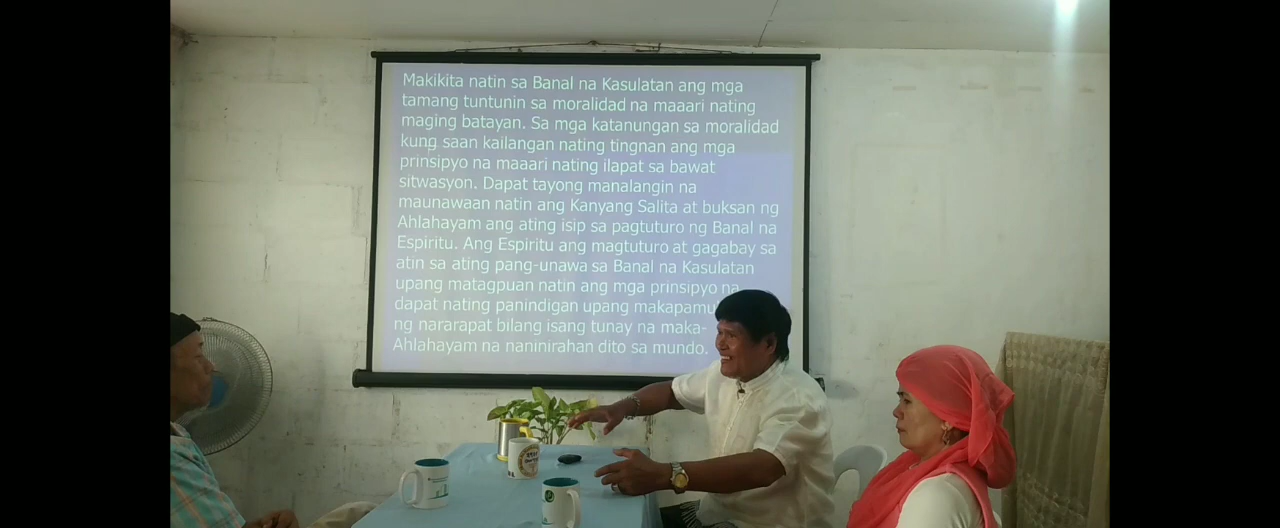 Makikita natin sa Banal na Kasulatan ang mga
tamang tuntunin sa moralidad na maaari nating
maging batayan. Sa mga katanungan sa moralidad
kung saan kailangan nating tingnan ang mga
prinsipyo na maaari nating ilapat sa bawat
sitwasyon. Dapat tayong manalangin na
maunawaan natin ang Kanyang Salita at buksan ng
Ahlahayam ang ating isip sa pagtuturo ng Banal na
Espiritu. Ang Espiritu ang magtuturo at gagabay sa
atin sa ating pang-unawa sa Banal na Kasulatan
upang matagpuan natin ang mga prinsipyo na
dapat nating panindigan upang
ng nararapat bilang isang tunay na maka-
Ahlahayam na naninirahan dito sa mundo.